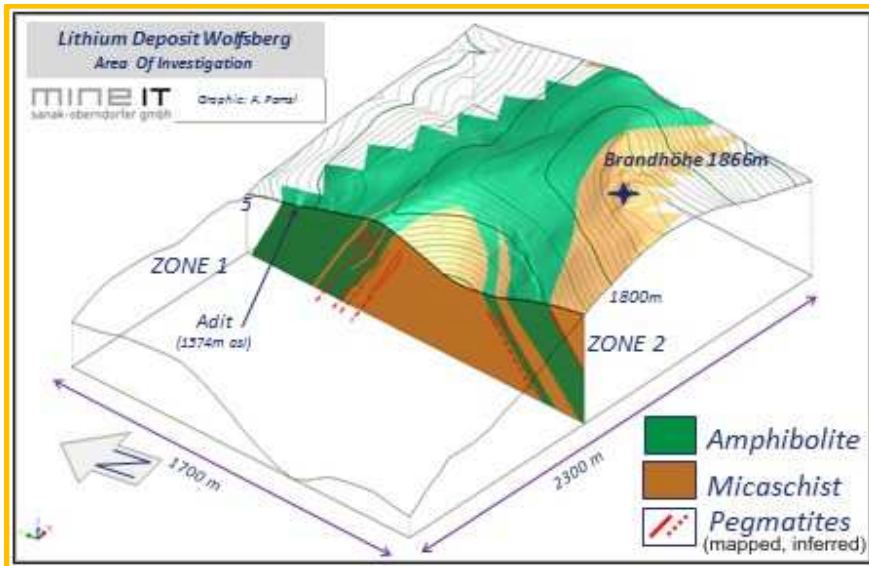 Lithium Deposit Wolfsberg
Area Of Investigation
mine IT
sanak-oberndorfer gmbh
Graphic: A.
Brandhöhe 1866m
5
ZONE 1
Adit
(1574m asl)
1800m
ZONE 2
N
1700 m
2300 m
Amphibolite
Micaschist
Pegmatites
(mapped, inferred)